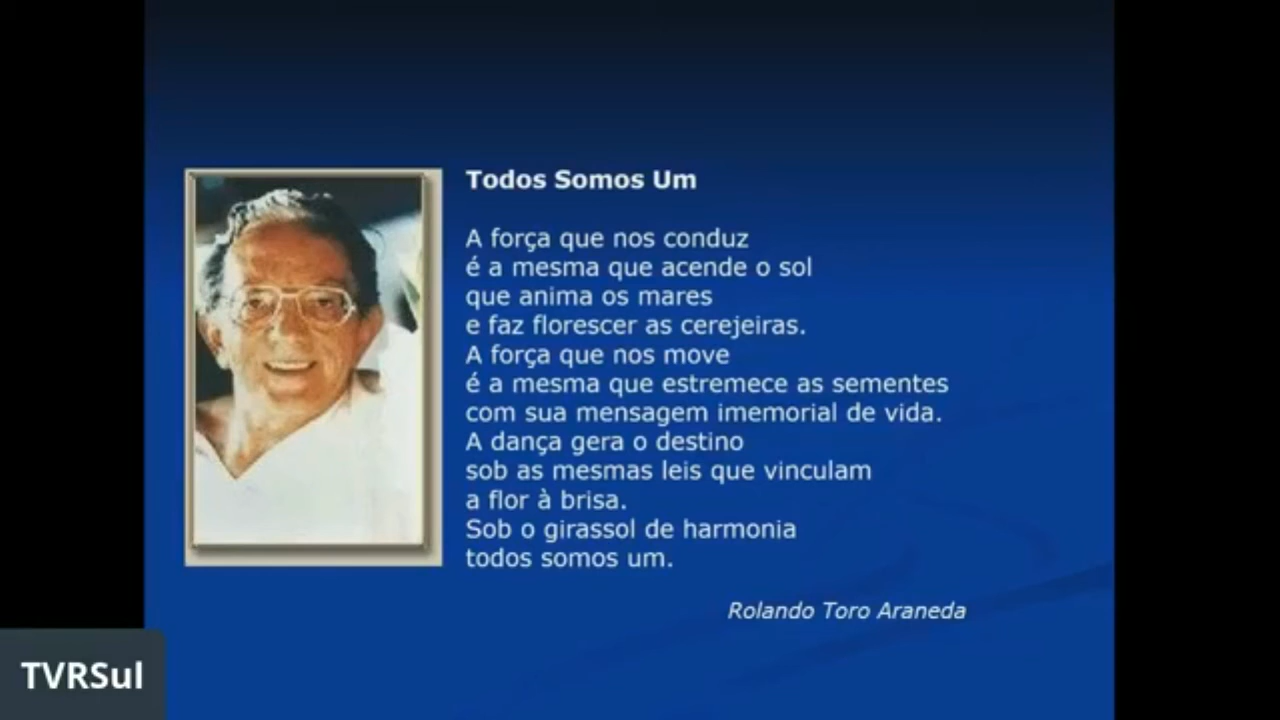 Todos Somos Um
A força que nos conduz
é a mesma que acende o sol
que anima os mares
e faz florescer as cerejeiras.
A força que nos move
é a mesma que estremece as sementes
com sua mensagem imemorial de vida.
A dança gera o destino
sob as mesmas leis que vinculam
a flor à brisa.
Sob o girassol de harmonia
todos somos um.
Rolando Toro Araneda
TVRSul